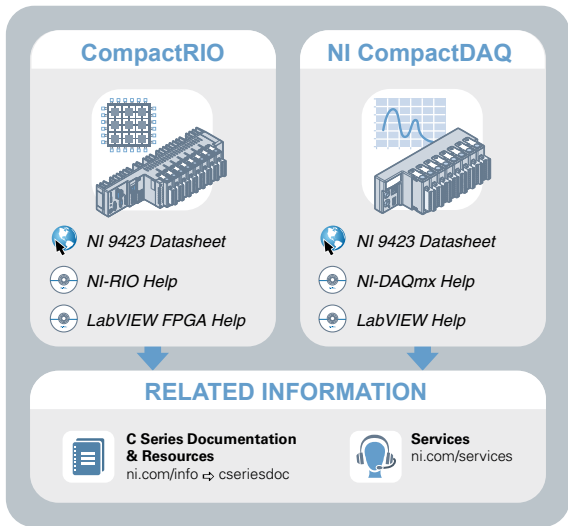 CompactRIO
NI 9423 Datasheet
NI-RIO Help
LabVIEW FPGA Help
NI CompactDAQ
NI 9423 Datasheet
NI-DAQmx Help
LabVIEW Help
RELATED INFORMATION
C Series Documentation
& Resources
ni.com/info ⇨ cseriesdoc
Services
ni.com/services